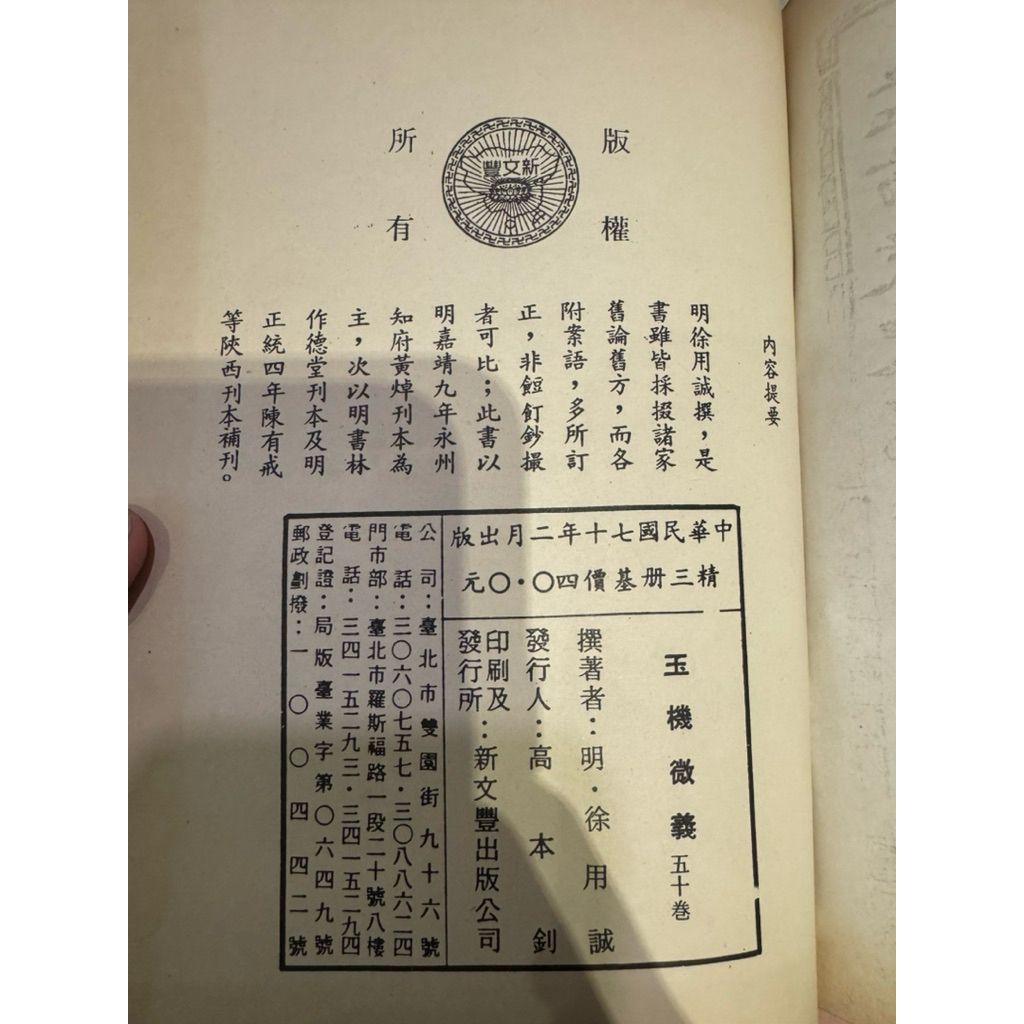 版權
所有
新文豐
內容提要
明徐用誠撰，是
書雖皆採掇諸家
舊論舊方，而各
附案語，多所訂
正，非餖飣鈔撮
者可比；此書以
明嘉靖九年永州
知府黃焯刊本為
主，次以明書林
作德堂刊本及明
正統四年陳有戒
等陝西刊本補刊。
中華民國七十年二月出版
精三册基價四〇・〇元
玉機微義 五十巻
撰著者：明・徐用誠
發行人：高本釗
印刷及
發行所：新文豐出版公司
公司：臺北市雙園街九十六號
電話：三〇六〇七五七・三〇八八六二四
門市部：臺北市羅斯福路一段二十號八樓
電話：三四一五二九三・三四一五二九四
登記證：局版臺業字第〇六四九號
郵政劃撥：一〇〇四四二號